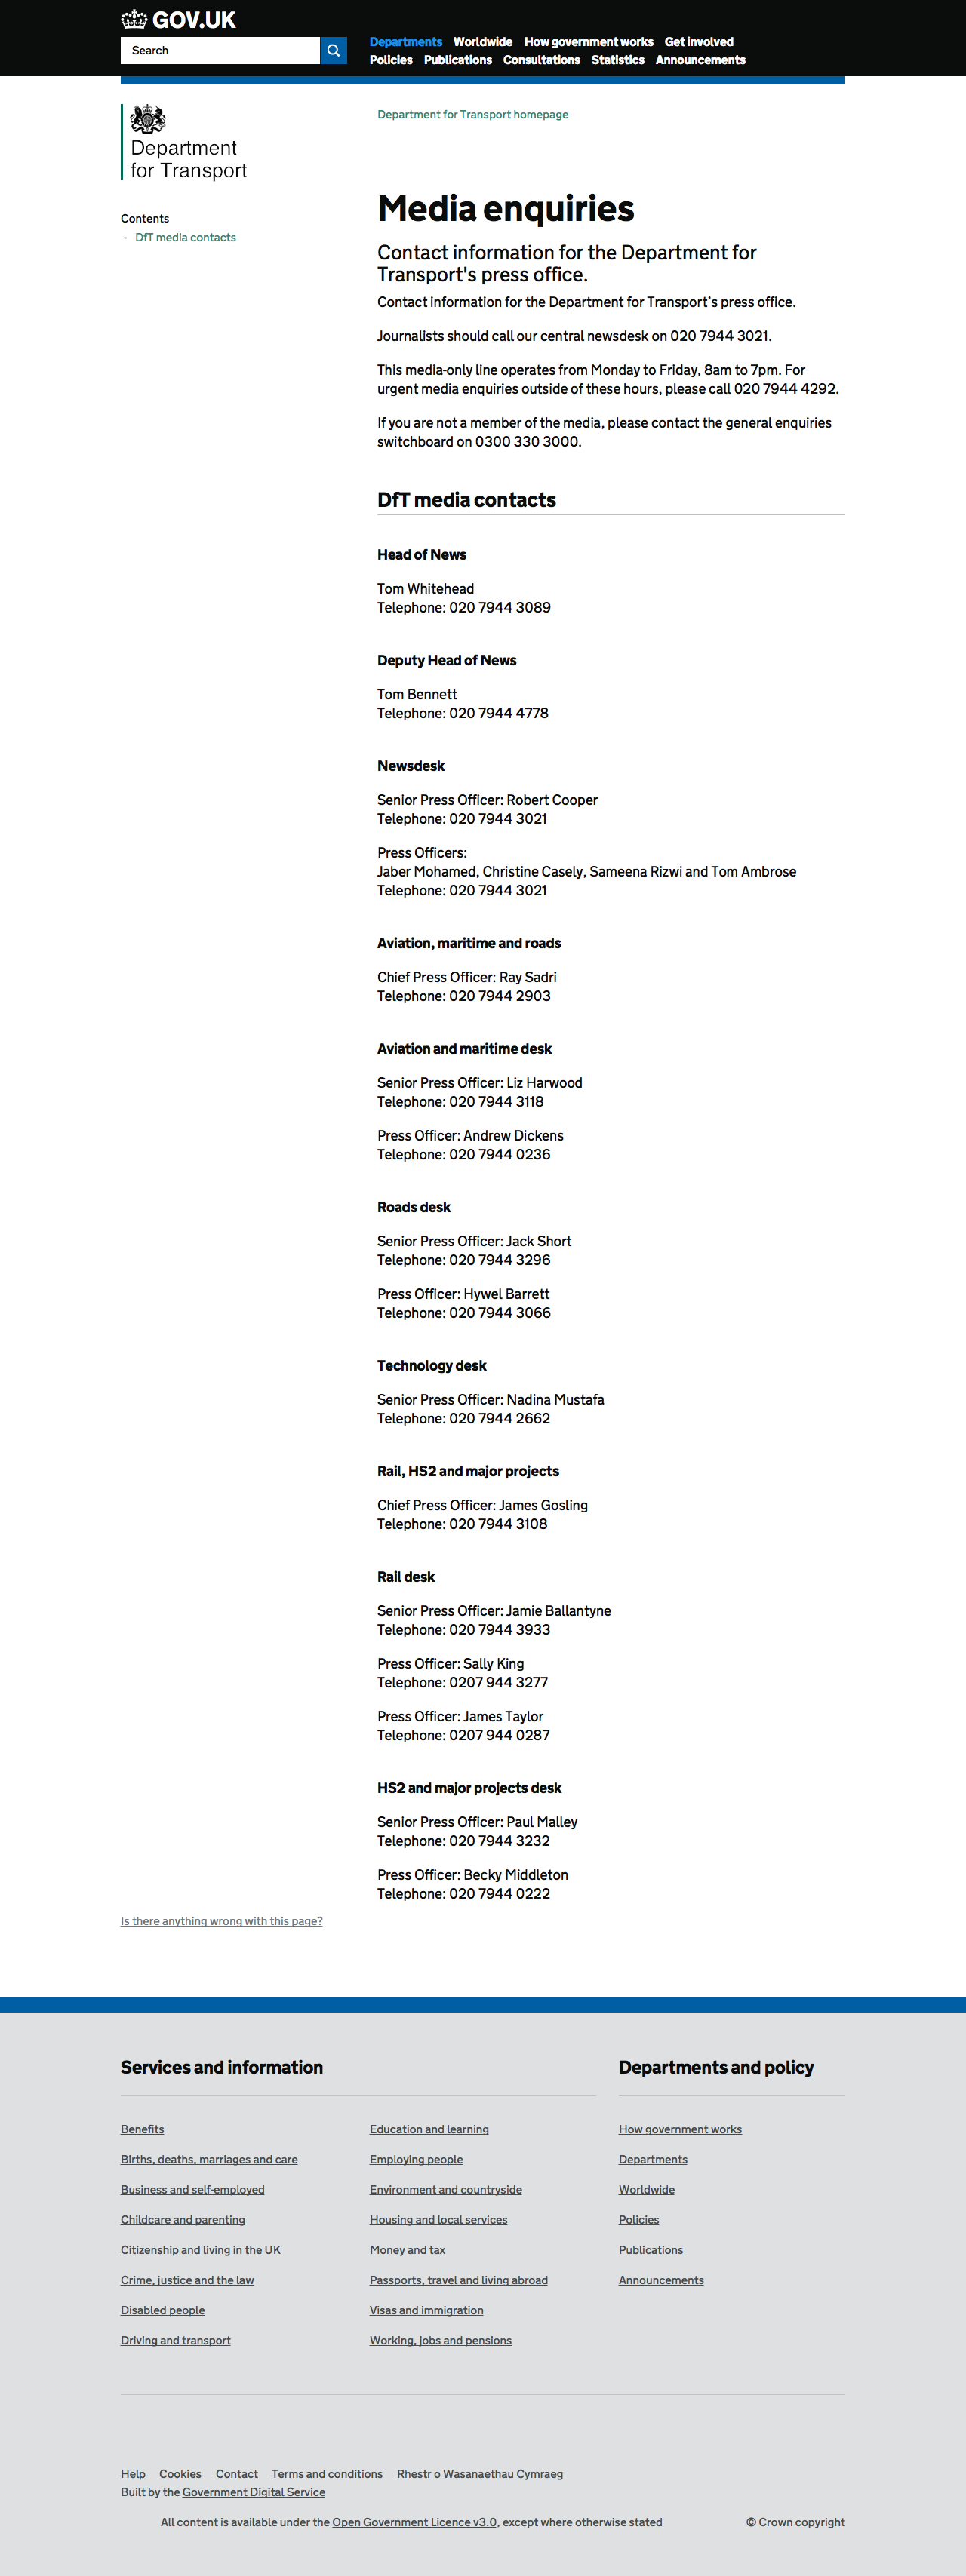 GOV.UK
Search
Departments Worldwide How government works Get involved
Policies Publications Consultations Statistics Announcements
Department
for Transport
Department for Transport homepage
Contents
- DfT media contacts
Media enquiries
Contact information for the Department for
Transport's press office.
Contact information for the Department for Transport’s press office.
Journalists should call our central newsdesk on 020 7944 3021.
This media-only line operates from Monday to Friday, 8am to 7pm. For
urgent media enquiries outside of these hours, please call 020 7944 4292.
If you are not a member of the media, please contact the general enquiries
switchboard on 0300 330 3000.
DfT media contacts
Head of News
Tom Whitehead
Telephone: 020 7944 3089
Deputy Head of News
Tom Bennett
Telephone: 020 7944 4778
Newsdesk
Senior Press Officer: Robert Cooper
Telephone: 020 7944 3021
Press Officers:
Jaber Mohamed, Christine Casely, Sameena Rizwi and Tom Ambrose
Telephone: 020 7944 3021
Aviation, maritime and roads
Chief Press Officer: Ray Sadri
Telephone: 020 7944 2903
Aviation and maritime desk
Senior Press Officer: Liz Harwood
Telephone: 020 7944 3118
Press Officer: Andrew Dickens
Telephone: 020 7944 0236
Roads desk
Senior Press Officer: Jack Short
Telephone: 020 7944 3296
Press Officer: Hywel Barrett
Telephone: 020 7944 3066
Technology desk
Senior Press Officer: Nadina Mustafa
Telephone: 020 7944 2662
Rail, HS2 and major projects
Chief Press Officer: James Gosling
Telephone: 020 7944 3108
Rail desk
Senior Press Officer: Jamie Ballantyne
Telephone: 020 7944 3933
Press Officer: Sally King
Telephone: 0207 944 3277
Press Officer: James Taylor
Telephone: 0207 944 0287
HS2 and major projects desk
Senior Press Officer: Paul Malley
Telephone: 020 7944 3232
Press Officer: Becky Middleton
Telephone: 020 7944 0222
Is there anything wrong with this page?
Services and information
Benefits
Births, deaths, marriages and care
Business and self-employed
Childcare and parenting
Citizenship and living in the UK
Crime, justice and the law
Disabled people
Driving and transport
Education and learning
Employing people
Environment and countryside
Housing and local services
Money and tax
Passports, travel and living abroad
Visas and immigration
Working, jobs and pensions
Departments and policy
How government works
Departments
Worldwide
Policies
Publications
Announcements
Help Cookies Contact Terms and conditions Rhestr o Wasanaethau Cymraeg
Built by the Government Digital Service
All content is available under the Open Government Licence v3.0, except where otherwise stated
© Crown copyright